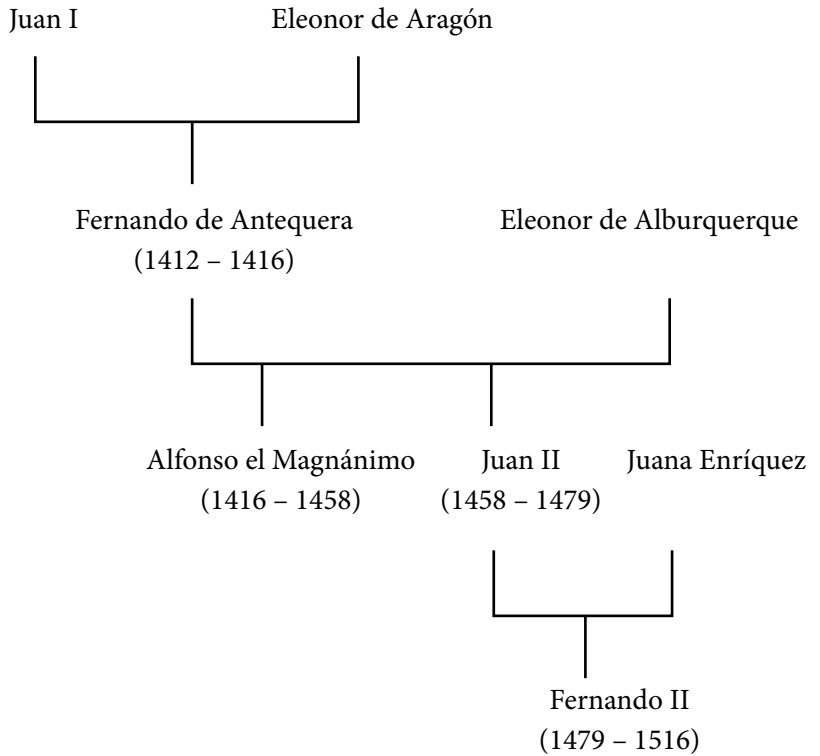 Juan I
Eleonor de Aragón
Fernando de Antequera
(1412 – 1416)
Eleonor de Alburquerque
Alfonso el Magnánimo
(1416 – 1458)
Juan II
(1458 – 1479)
Juana Enríquez
Fernando II
(1479 – 1516)